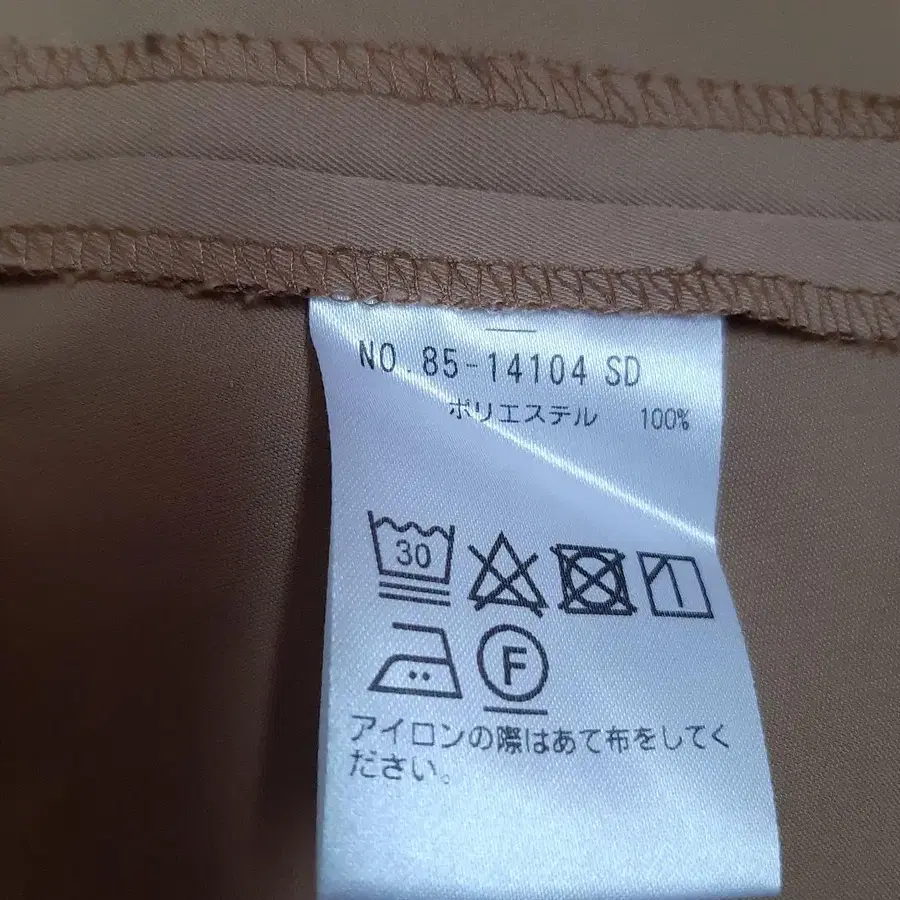 NO. 85-14104 SD
ポリエステル 100%
30
F
アイロンの際はあて布をしてく
ださい。